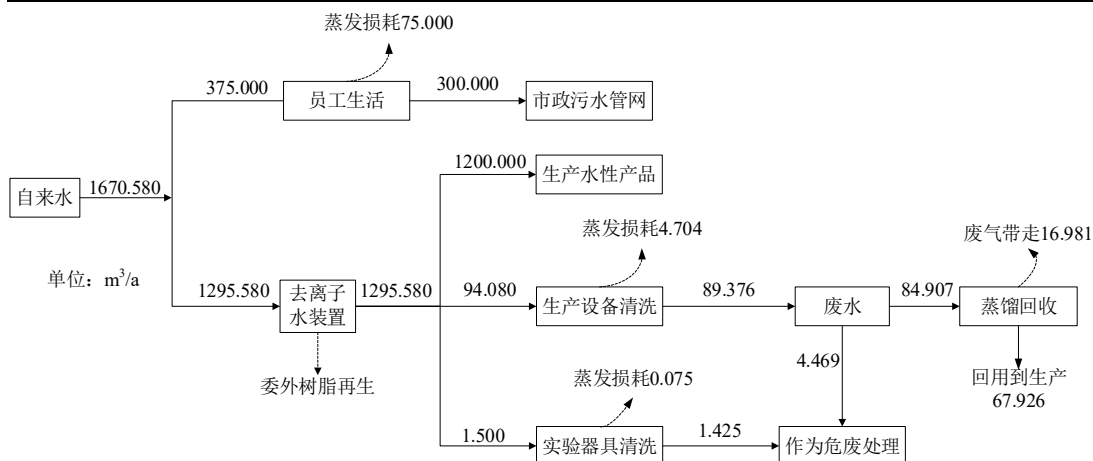 蒸发损耗75.000
375.000
员工生活
300.000
市政污水管网
自来水
1670.580
1200.000
生产水性产品
单位：m³/a
蒸发损耗4.704
废气带走16.981
1295.580
去离子
水装置
1295.580
94.080
生产设备清洗
89.376
废水
84.907
蒸馏回收
4.469
委外树脂再生
蒸发损耗0.075
回用到生产
67.926
1.500
实验器具清洗
1.425
作为危废处理